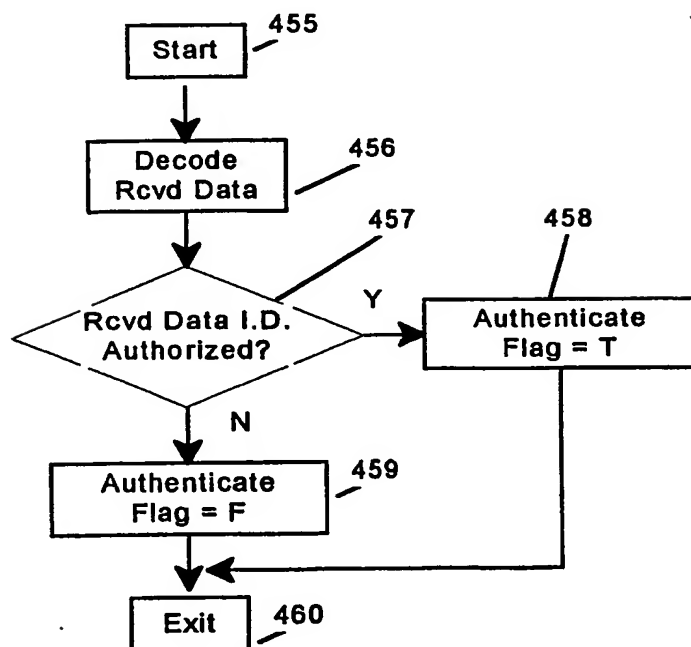 455
Start
456
Decode
Rcvd Data
457
458
Rcvd Data I.D.
Authorized?
Y
Authenticate
Flag = T
N
459
Authenticate
Flag = F
460
Exit